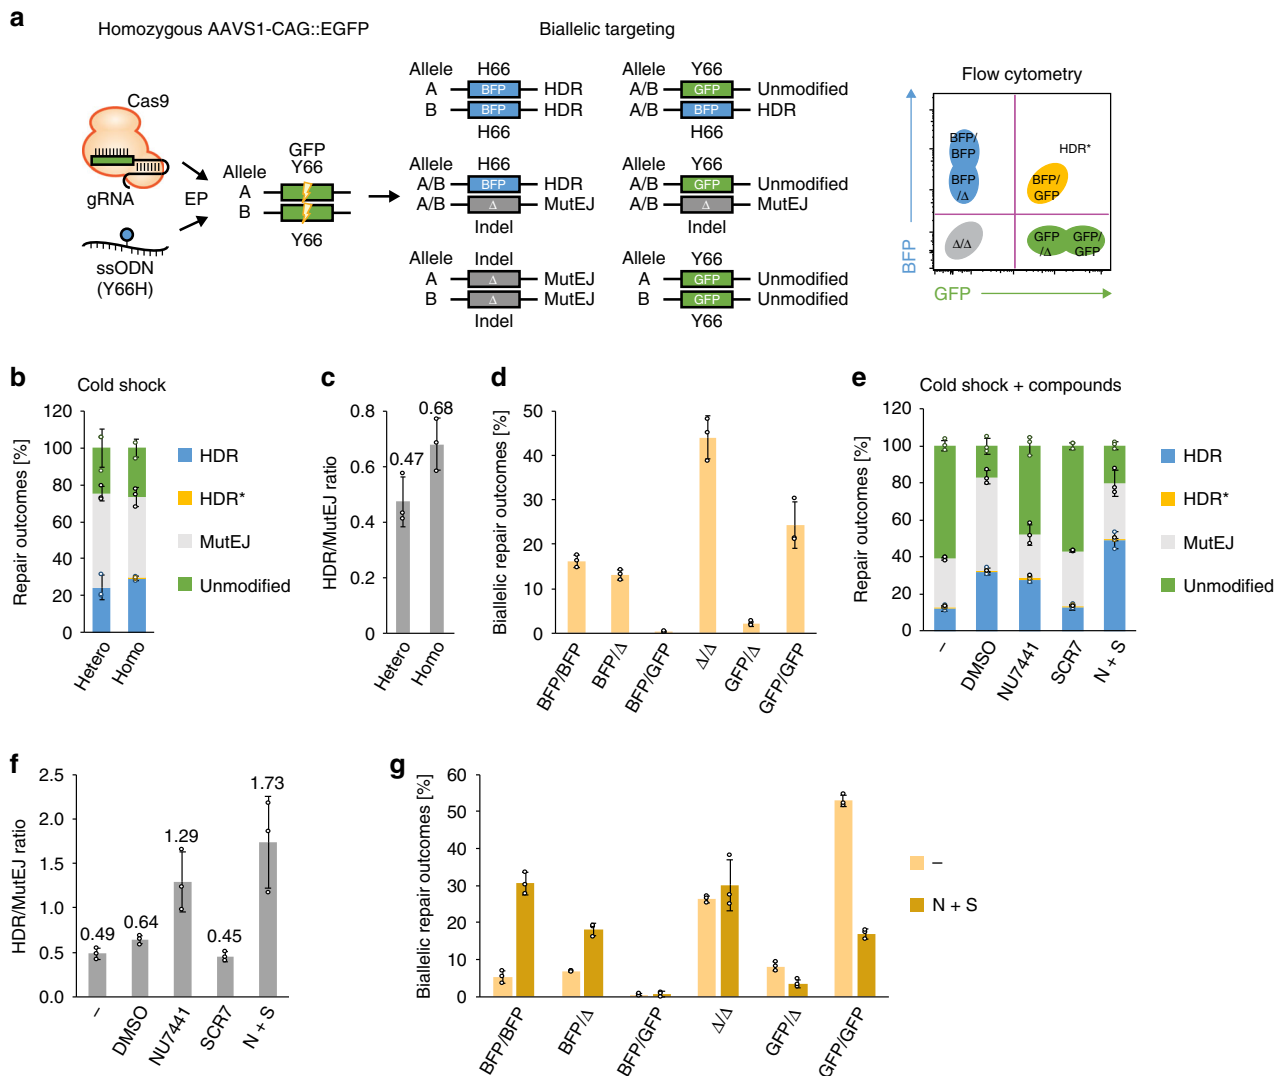 a
Homozygous AAVS1-CAG::EGFP
Biallelic targeting
Cas9
gRNA
EP
ssODN
(Y66H)
GFP
Y66
Allele
A
B
Y66
Allele H66
A BFP HDR
B BFP HDR
H66
Allele Y66
A/B GFP Unmodified
A/B BFP HDR
H66
Allele H66
A/B BFP HDR
A/B Δ MutEJ
Indel
Allele Y66
A/B GFP Unmodified
A/B Δ MutEJ
Indel
Indel
A Δ MutEJ
B Δ MutEJ
Indel
Y66
A GFP Unmodified
B GFP Unmodified
Y66
Flow cytometry
BFP/
BFP
BFP
/Δ
HDR*
BFP/
GFP
Δ/Δ
GFP
/Δ
GFP/
GFP
BFP
GFP
b
Cold shock
Repair outcomes [%]
120
100
80
60
40
20
0
Hetero
Homo
HDR
HDR*
MutEJ
Unmodified
c
HDR/MutEJ ratio
0.8
0.6
0.4
0.2
0
0.47
0.68
Hetero
Homo
d
Biallelic repair outcomes [%]
50
40
30
20
10
0
BFP/BFP
BFP/Δ
BFP/GFP
Δ/Δ
GFP/Δ
GFP/GFP
e
Cold shock + compounds
Repair outcomes [%]
120
100
80
60
40
20
0
–
DMSO
NU7441
SCR7
N + S
HDR
HDR*
MutEJ
Unmodified
f
HDR/MutEJ ratio
2.5
2.0
1.5
1.0
0.5
0.0
0.49
0.64
1.29
0.45
1.73
–
DMSO
NU7441
SCR7
N + S
g
Biallelic repair outcomes [%]
60
50
40
30
20
10
0
BFP/BFP
BFP/Δ
BFP/GFP
Δ/Δ
GFP/Δ
GFP/GFP
–
N + S